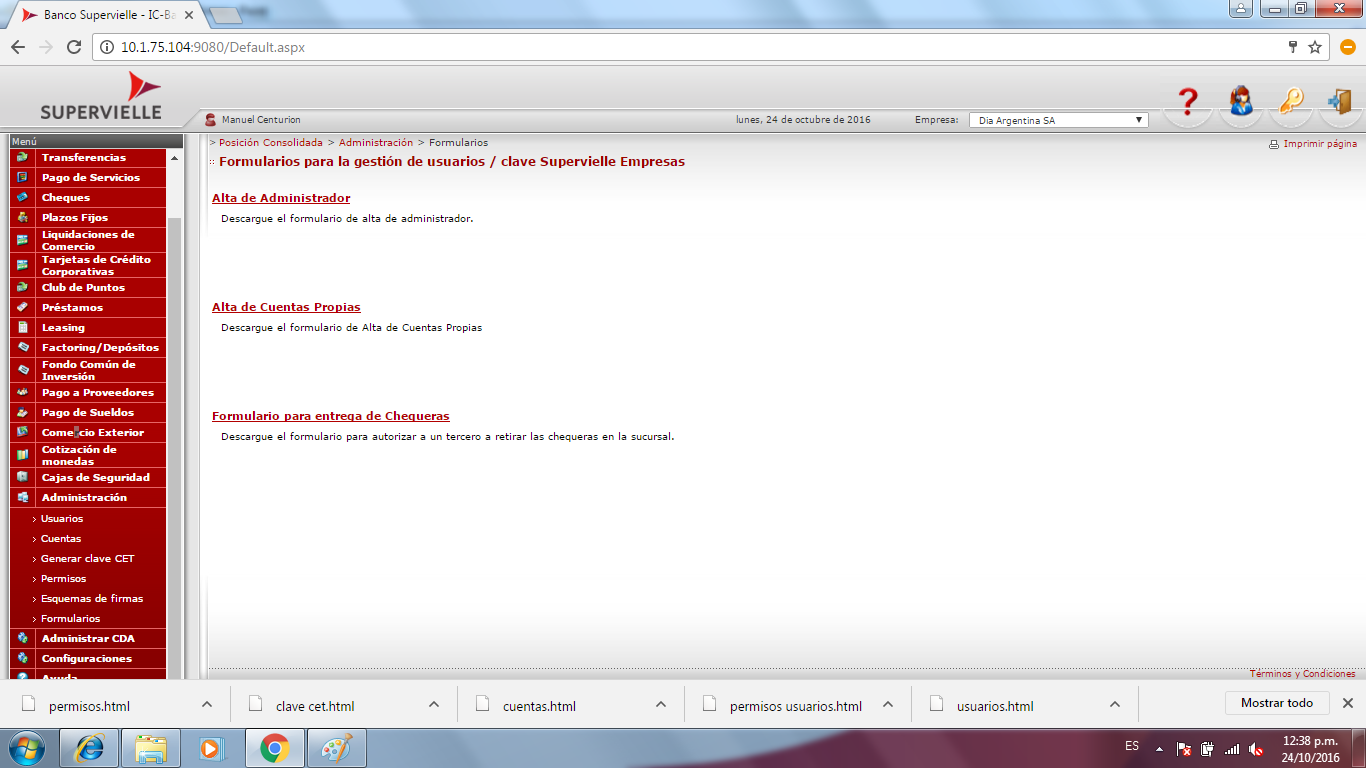 Banco Supervielle - IC-Ba
10.1.75.104:9080/Default.aspx
SUPERVIELLE
Manuel Centurion
lunes, 24 de octubre de 2016
Empresa:
Dia Argentina SA
Menú
Transferencias
Pago de Servicios
Cheques
Plazos Fijos
Liquidaciones de
Comercio
Tarjetas de Crédito
Corporativas
Club de Puntos
Préstamos
Leasing
Factoring/Depósitos
Fondo Común de
Inversión
Pago a Proveedores
Pago de Sueldos
Comercio Exterior
Cotización de
monedas
Cajas de Seguridad
Administración
> Usuarios
> Cuentas
> Generar clave CET
> Permisos
> Esquemas de firmas
> Formularios
Administrar CDA
Configuraciones
Ayuda
> Posición Consolidada > Administración > Formularios
Imprimir página
:: Formularios para la gestión de usuarios / clave Supervielle Empresas
Alta de Administrador
Descargue el formulario de alta de administrador.
Alta de Cuentas Propias
Descargue el formulario de Alta de Cuentas Propias
Formulario para entrega de Chequeras
Descargue el formulario para autorizar a un tercero a retirar las chequeras en la sucursal.
Términos y Condiciones
permisos.html
clave cet.html
cuentas.html
permisos usuarios.html
usuarios.html
Mostrar todo
ES
12:38 p.m.
24/10/2016